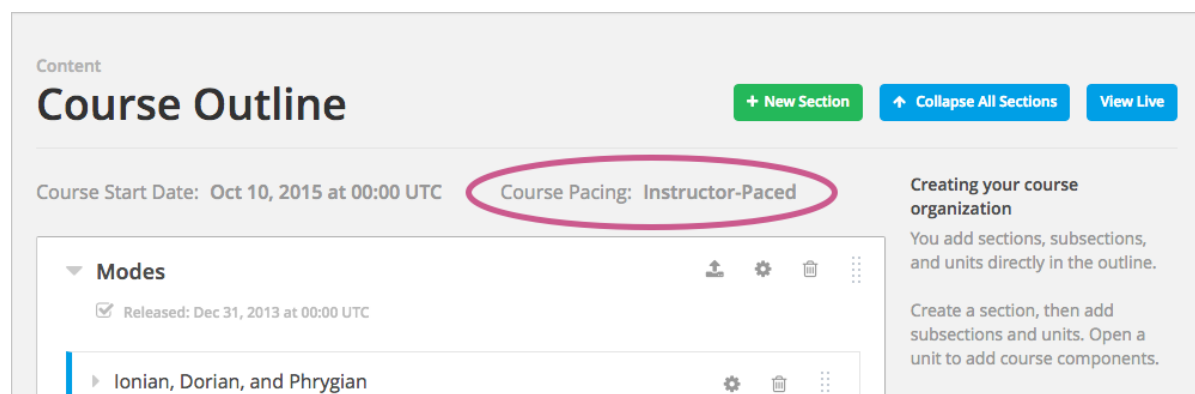 Content
Course Outline
+ New Section
Collapse All Sections
View Live
Course Start Date: Oct 10, 2015 at 00:00 UTC
Course Pacing: Instructor-Paced
Creating your course
organization
You add sections, subsections,
and units directly in the outline.
Create a section, then add
subsections and units. Open a
unit to add course components.
Modes
Released: Dec 31, 2013 at 00:00 UTC
Ionian, Dorian, and Phrygian